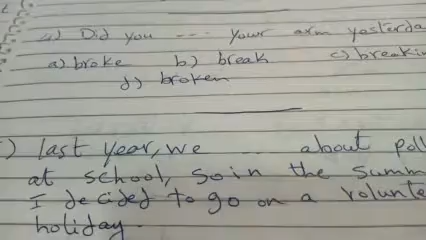 Did you --- your arm yesterda
a) broke b) break c) breakin
d) broken
) last year, we --- about poll
at school, so in the summ
I decided to go on a volunte
holiday.